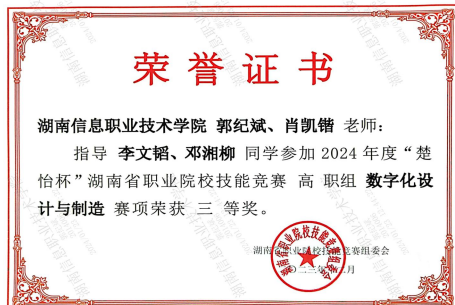 荣誉证书
湖南信息职业技术学院 郭纪斌、肖凯锴 老师：
指导 李文韬、邓湘柳 同学参加 2024 年度“楚
怡杯”湖南省职业院校技能竞赛 高 职组 数字化设
计与制造 赛项荣获 三 等奖。
湖南省职业院校技能竞赛组委会